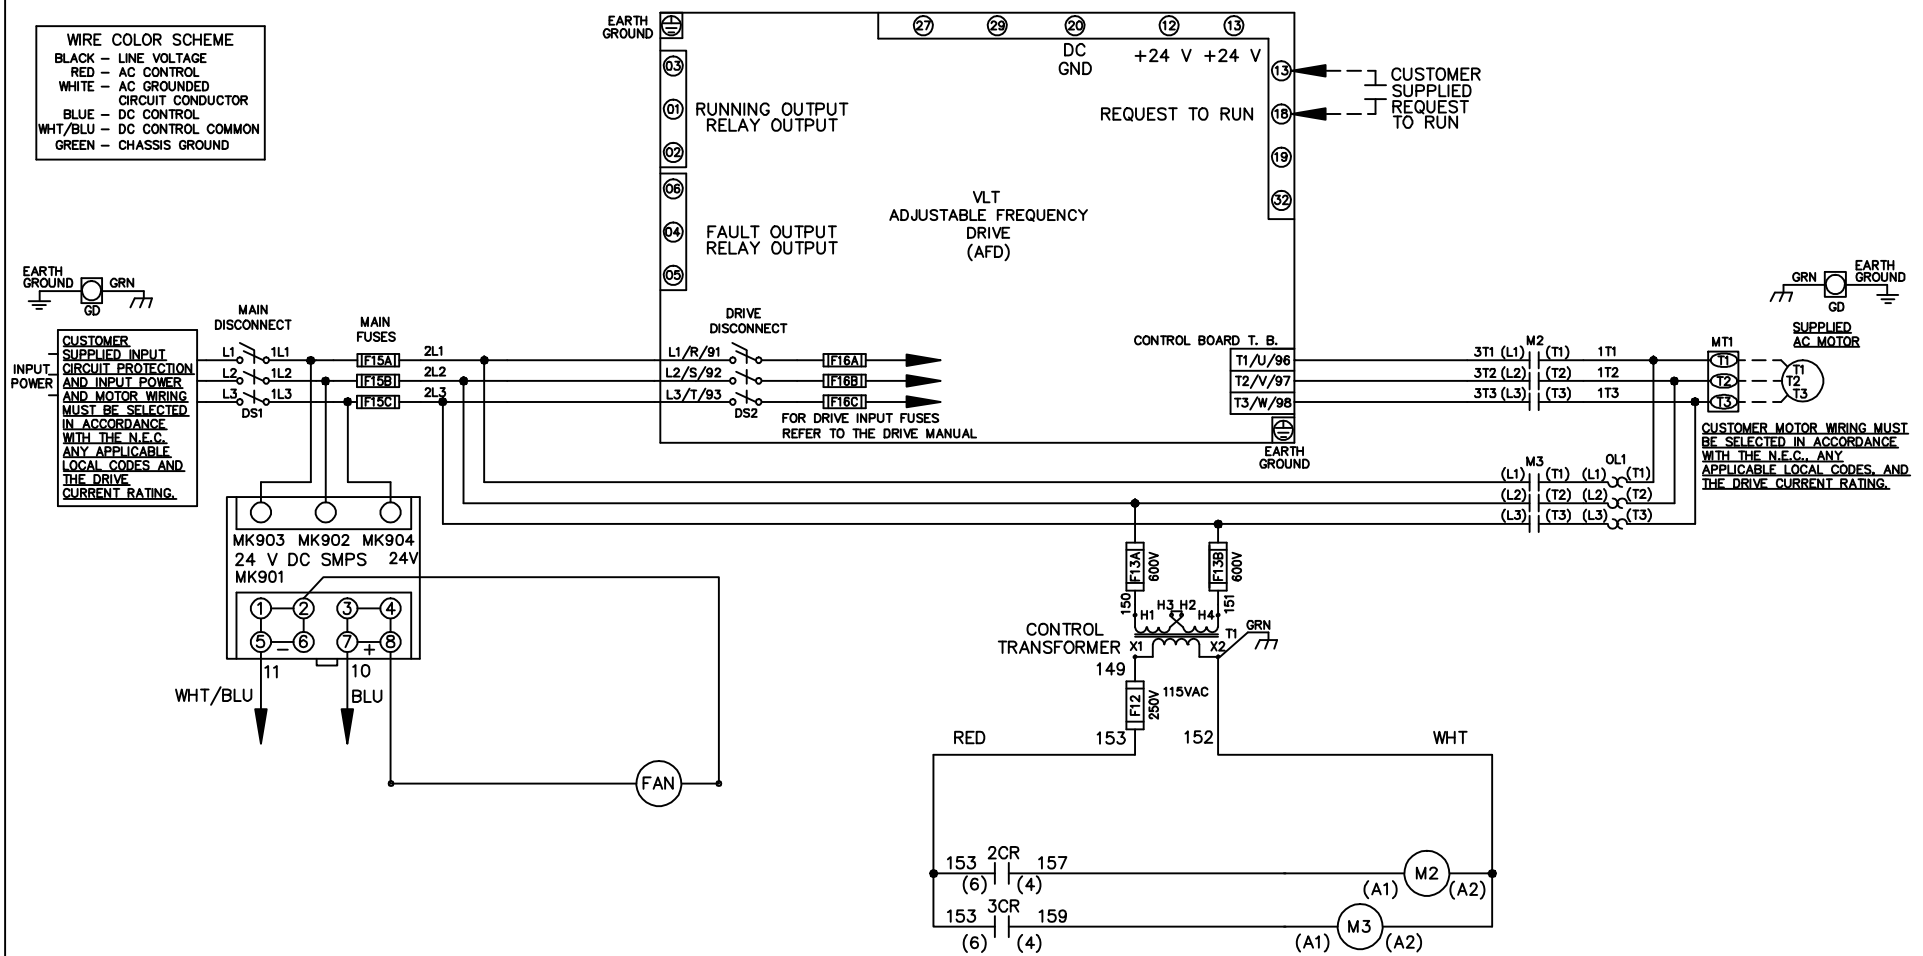 WIRE COLOR SCHEME
BLACK – LINE VOLTAGE
RED – AC CONTROL
WHITE – AC GROUNDED
CIRCUIT CONDUCTOR
BLUE – DC CONTROL
WHT/BLU – DC CONTROL COMMON
GREEN – CHASSIS GROUND
EARTH
GROUND
27 29 20 12 13
DC
GND
+24 V +24 V
03
01
02
RUNNING OUTPUT
RELAY OUTPUT
06
04
05
FAULT OUTPUT
RELAY OUTPUT
13
18
19
32
REQUEST TO RUN
CUSTOMER
SUPPLIED
REQUEST
TO RUN
VLT
ADJUSTABLE FREQUENCY
DRIVE
(AFD)
EARTH
GROUND
GRN
GD
INPUT
POWER
CUSTOMER
SUPPLIED INPUT
CIRCUIT PROTECTION
AND INPUT POWER
AND MOTOR WIRING
MUST BE SELECTED
IN ACCORDANCE
WITH THE N.E.C.
ANY APPLICABLE
LOCAL CODES AND
THE DRIVE
CURRENT RATING.
MAIN
DISCONNECT
L1 1L1
L2 1L2
L3 1L3
DS1
MAIN
FUSES
F15A
F15B
F15C
2L1
2L2
2L3
L1/R/91
L2/S/92
L3/T/93
DRIVE
DISCONNECT
DS2
F16A
F16B
F16C
FOR DRIVE INPUT FUSES
REFER TO THE DRIVE MANUAL
CONTROL BOARD T. B.
T1/U/96
T2/V/97
T3/W/98
EARTH
GROUND
M2
3T1 (L1) (T1) 1T1
3T2 (L2) (T2) 1T2
3T3 (L3) (T3) 1T3
MT1
T1
T2
T3
GRN
EARTH
GROUND
GD
SUPPLIED
AC MOTOR
T1
T2
T3
CUSTOMER MOTOR WIRING MUST
BE SELECTED IN ACCORDANCE
WITH THE N.E.C., ANY
APPLICABLE LOCAL CODES, AND
THE DRIVE CURRENT RATING.
M3 OL1
(L1) (T1) (L1) (T1)
(L2) (T2) (L2) (T2)
(L3) (T3) (L3) (T3)
MK903 MK902 MK904
24 V DC SMPS 24V
MK901
1 2 3 4
5 – 6 7 + 8
11
10
WHT/BLU
BLU
FAN
F13A
600V
F13B
600V
150
151
H1 H3 H2 H4
CONTROL
TRANSFORMER
X1 X2
T1
GRN
149
F12
250V
115VAC
153
152
RED
WHT
153 2CR 157
(6) (4)
(A1) M2 (A2)
153 3CR 159
(6) (4)
(A1) M3 (A2)